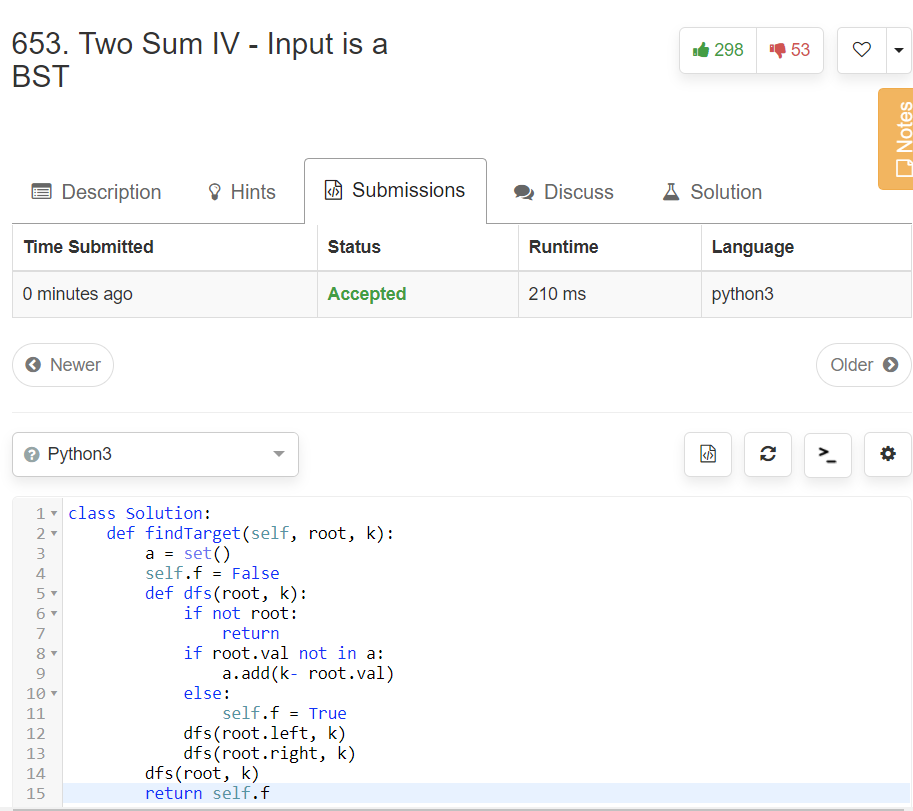 653. Two Sum IV - Input is a
BST
298 53
Notes
Description Hints Submissions Discuss Solution
Time Submitted Status Runtime Language
0 minutes ago Accepted 210 ms python3
Newer Older
Python3
1 class Solution:
2     def findTarget(self, root, k):
3         a = set()
4         self.f = False
5         def dfs(root, k):
6             if not root:
7                 return
8             if root.val not in a:
9                 a.add(k- root.val)
10             else:
11                 self.f = True
12             dfs(root.left, k)
13             dfs(root.right, k)
14         dfs(root, k)
15         return self.f